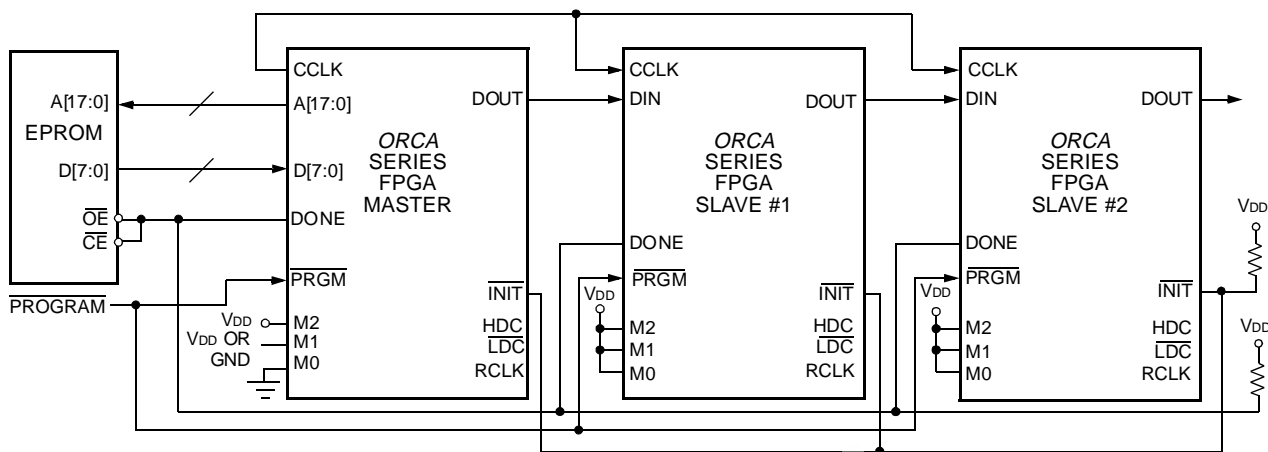 EPROM
A[17:0]
D[7:0]
OE
CE
PROGRAM
CCLK
A[17:0]
DOUT
ORCA
SERIES
FPGA
MASTER
D[7:0]
DONE
PRGM
INIT
VDD
M2
HDC
VDD OR
GND
M1
LDC
M0
RCLK
CCLK
DIN
DOUT
ORCA
SERIES
FPGA
SLAVE #1
DONE
PRGM
VDD
INIT
M2
HDC
M1
LDC
M0
RCLK
CCLK
DIN
DOUT
ORCA
SERIES
FPGA
SLAVE #2
DONE
PRGM
VDD
INIT
M2
HDC
M1
LDC
M0
RCLK
VDD
VDD